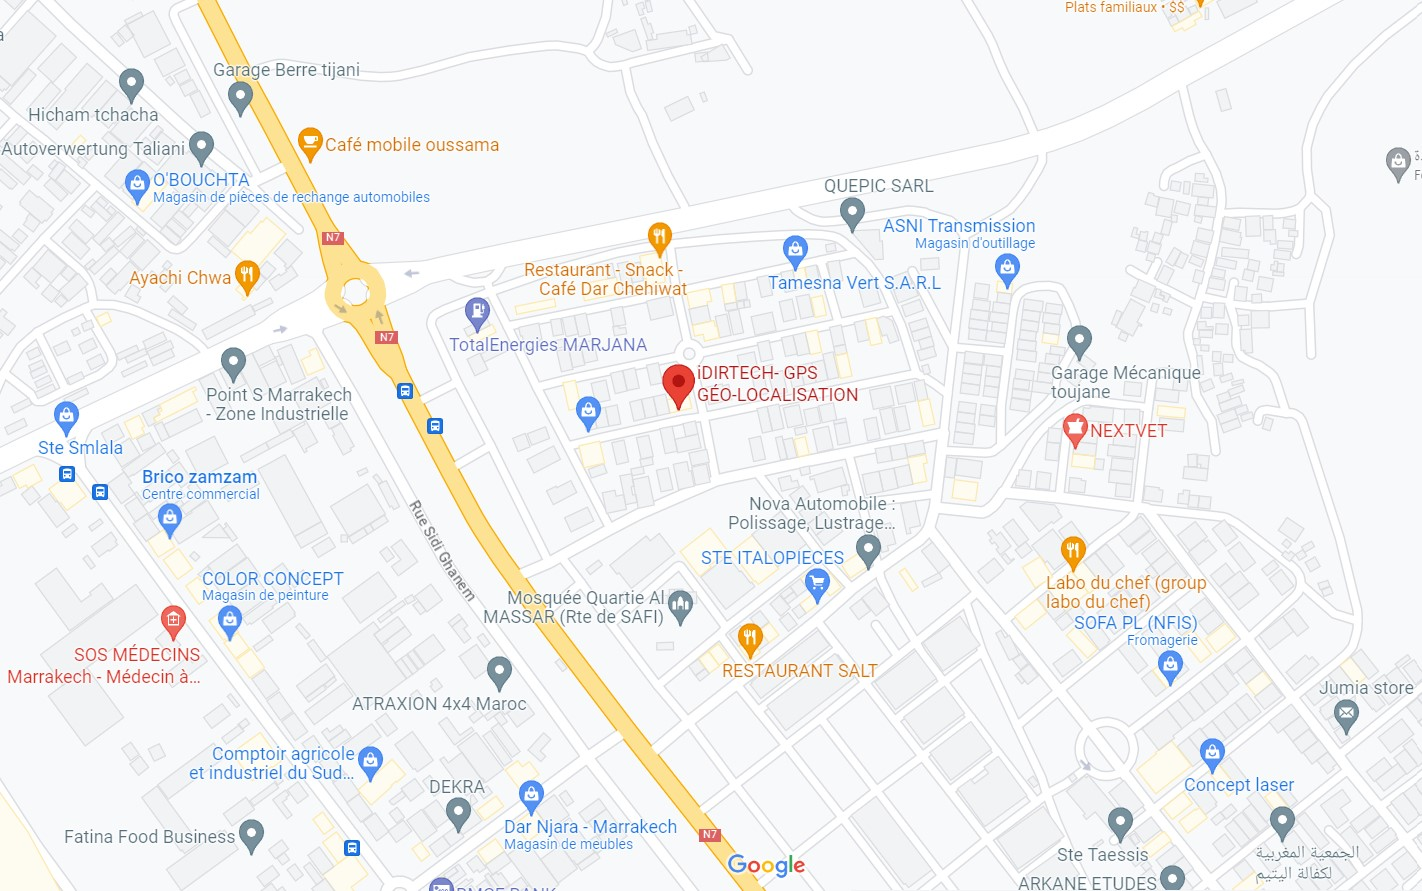 Plats familiaux • $$
Garage Berre tijani
Hicham tchacha
Autoverwertung Taliani
Café mobile oussama
O'BOUCHTA
Magasin de pièces de rechange automobiles
QUEPIC SARL
ASNI Transmission
Magasin d'outillage
N7
Restaurant - Snack -
Café Dar Chehiwat
Ayachi Chwa
Tamesna Vert S.A.R.L
N7
TotalEnergies MARJANA
iDIRTECH- GPS
GÉO-LOCALISATION
Garage Mécanique
toujane
Point S Marrakech
- Zone Industrielle
NEXTVET
Ste Smlala
Brico zamzam
Centre commercial
Rue Sidi Ghanem
Nova Automobile :
Polissage, Lustrage...
STE ITALOPIECES
COLOR CONCEPT
Magasin de peinture
Mosquée Quartie Al
MASSAR (Rte de SAFI)
Labo du chef (group
labo du chef)
SOFA PL (NFIS)
Fromagerie
SOS MÉDECINS
Marrakech - Médecin à...
RESTAURANT SALT
ATRAXION 4x4 Maroc
Jumia store
Comptoir agricole
et industriel du Sud...
DEKRA
Concept laser
Dar Njara - Marrakech
Magasin de meubles
Fatina Food Business
N7
Google
Ste Taessis
الجمعية المغربية
لكفالة اليتيم
ARKANE ETUDES
BMCE BANK